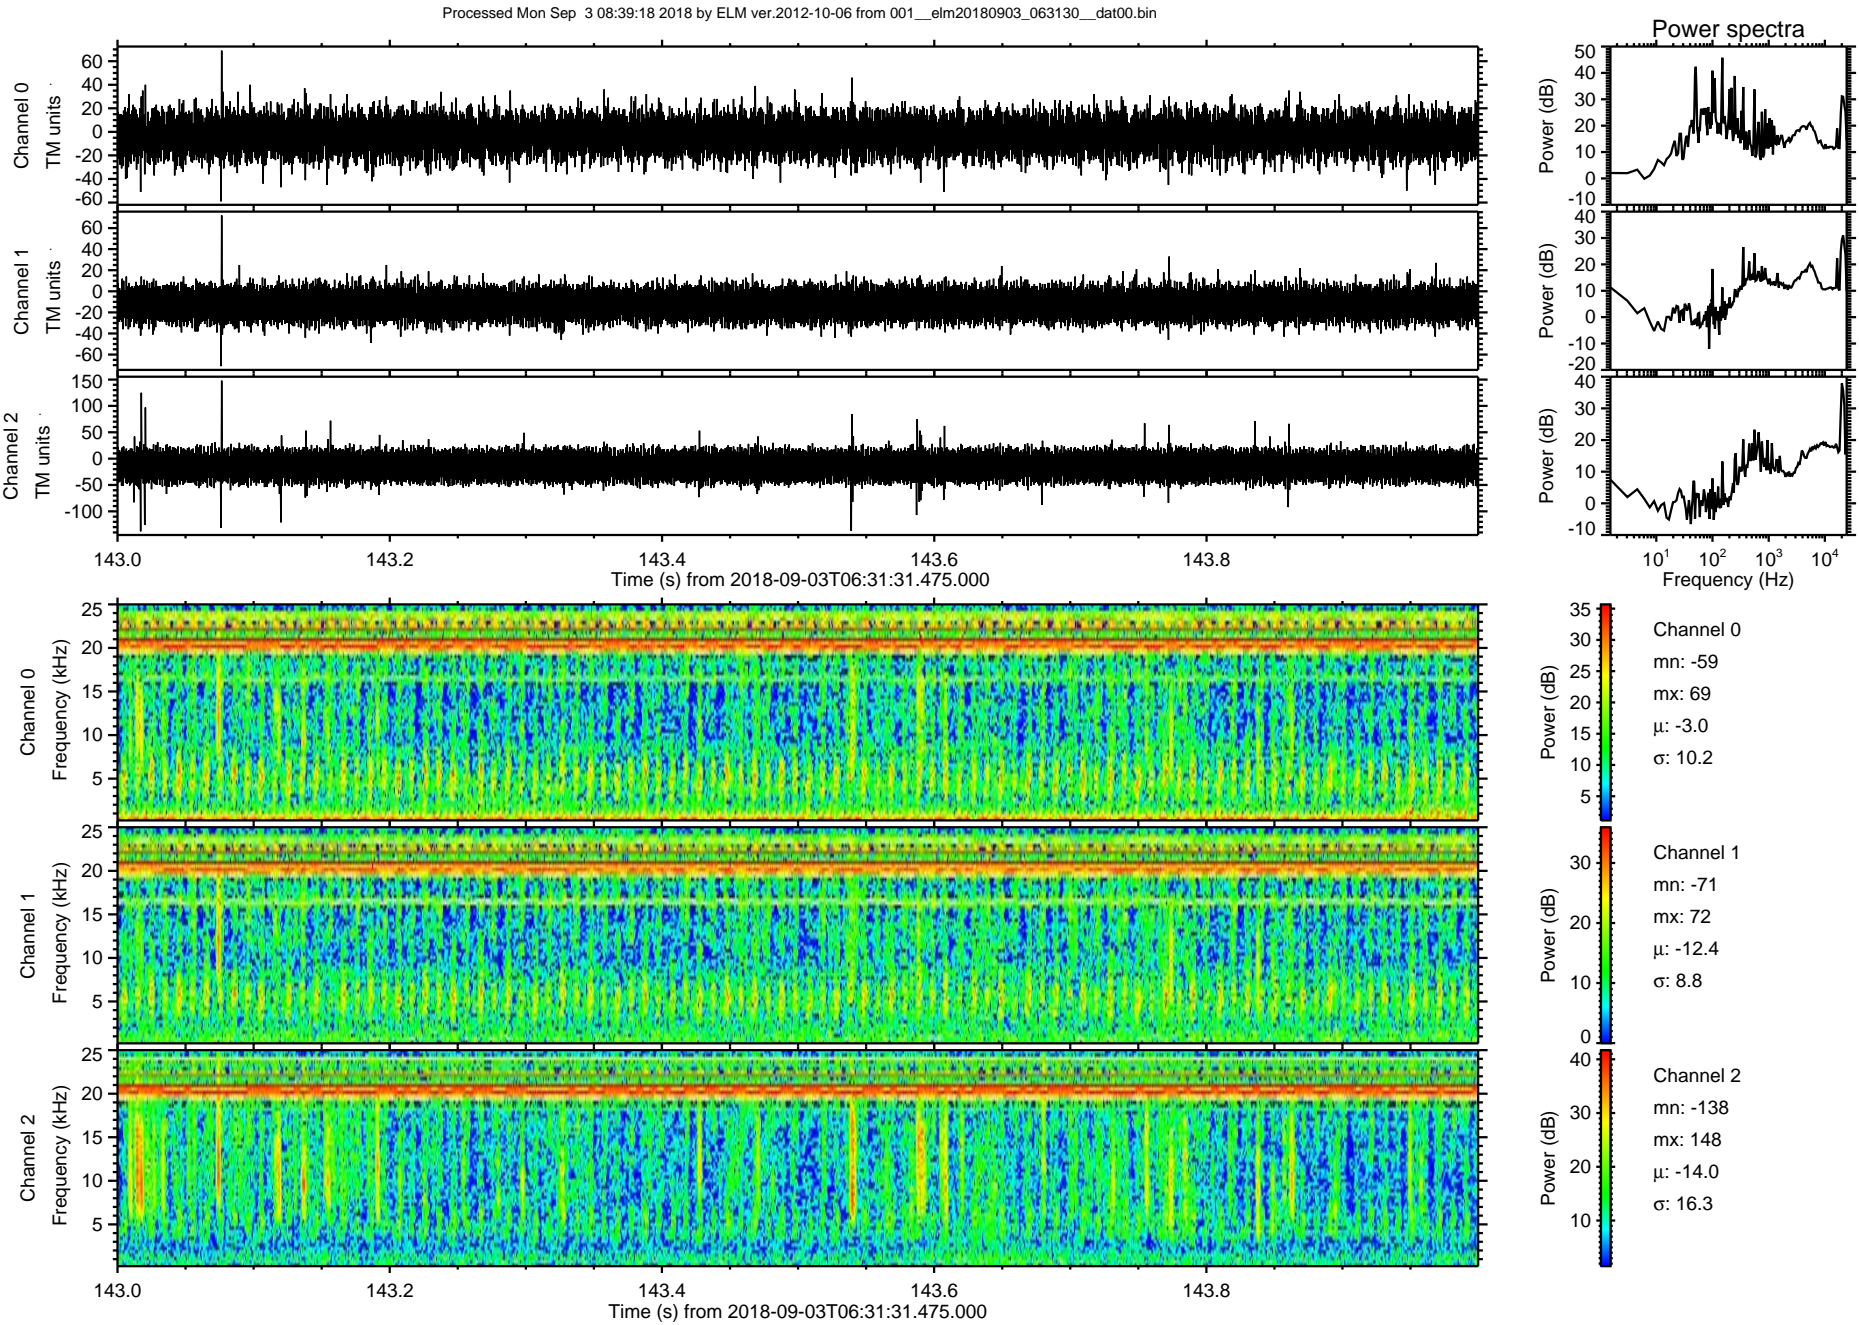 Processed Mon Sep  3 08:39:18 2018 by ELM ver.2012-10-06 from 001__elm20180903_063130__dat00.bin
Power spectra
Channel 0
TM units
60
40
20
0
-20
-40
-60
Power (dB)
50
40
30
20
10
0
-10
Channel 1
TM units
60
40
20
0
-20
-40
-60
Power (dB)
40
30
20
10
0
-10
-20
Channel 2
TM units
150
100
50
0
-50
-100
Power (dB)
40
30
20
10
0
-10
143.0 143.2 143.4 143.6 143.8
Time (s) from 2018-09-03T06:31:31.475.000
10^1 10^2 10^3 10^4
Frequency (Hz)
Channel 0
Frequency (kHz)
25
20
15
10
5
Power (dB)
35
30
25
20
15
10
5
Channel 0
mn: -59
mx: 69
μ: -3.0
σ: 10.2
Channel 1
Frequency (kHz)
25
20
15
10
5
Power (dB)
30
20
10
0
Channel 1
mn: -71
mx: 72
μ: -12.4
σ: 8.8
Channel 2
Frequency (kHz)
25
20
15
10
5
Power (dB)
40
30
20
10
Channel 2
mn: -138
mx: 148
μ: -14.0
σ: 16.3
143.0 143.2 143.4 143.6 143.8
Time (s) from 2018-09-03T06:31:31.475.000